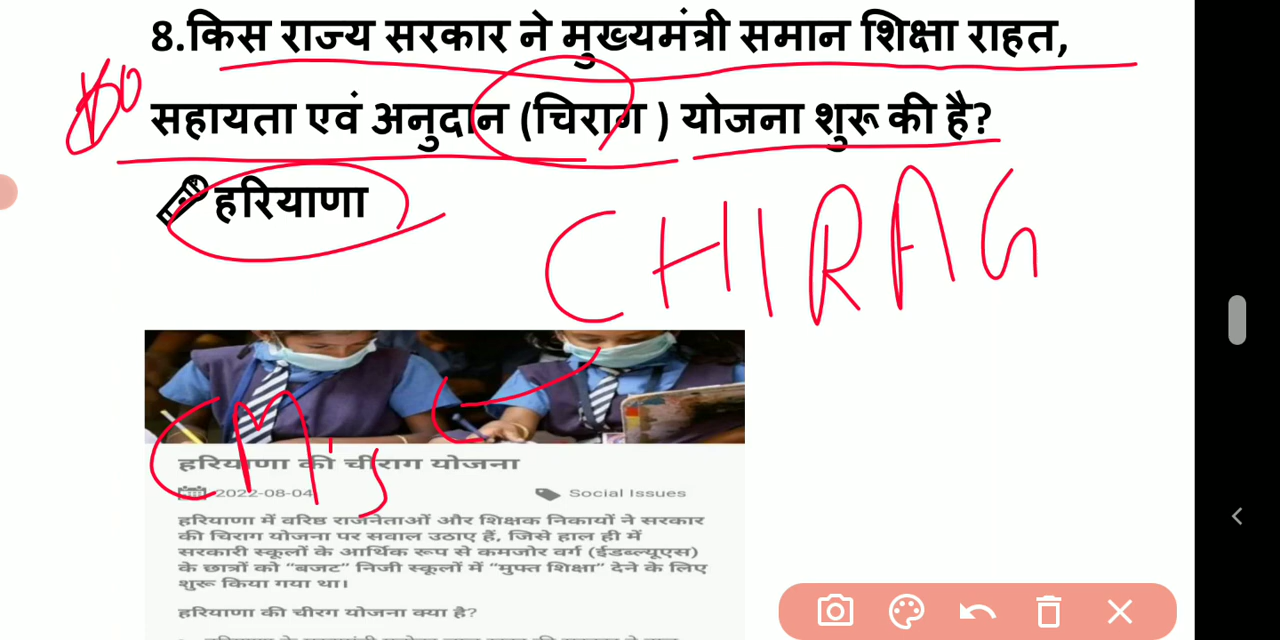 8.किस राज्य सरकार ने मुख्यमंत्री समान शिक्षा राहत,
सहायता एवं अनुदान (चिराग ) योजना शुरू की है?
हरियाणा
CHIRAG
CM's
हरियाणा की चीराग योजना
2022-08-04 Social Issues
हरियाणा में वरिष्ठ राजनेताओं और शिक्षक निकायों ने सरकार
की चिराग योजना पर सवाल उठाए हैं, जिसे हाल ही में
सरकारी स्कूलों के आर्थिक रूप से कमजोर वर्ग (ईडब्ल्यूएस)
के छात्रों को "बजट" निजी स्कूलों में "मुफ्त शिक्षा" देने के लिए
शुरू किया गया था।
हरियाणा की चीरग योजना क्या है?